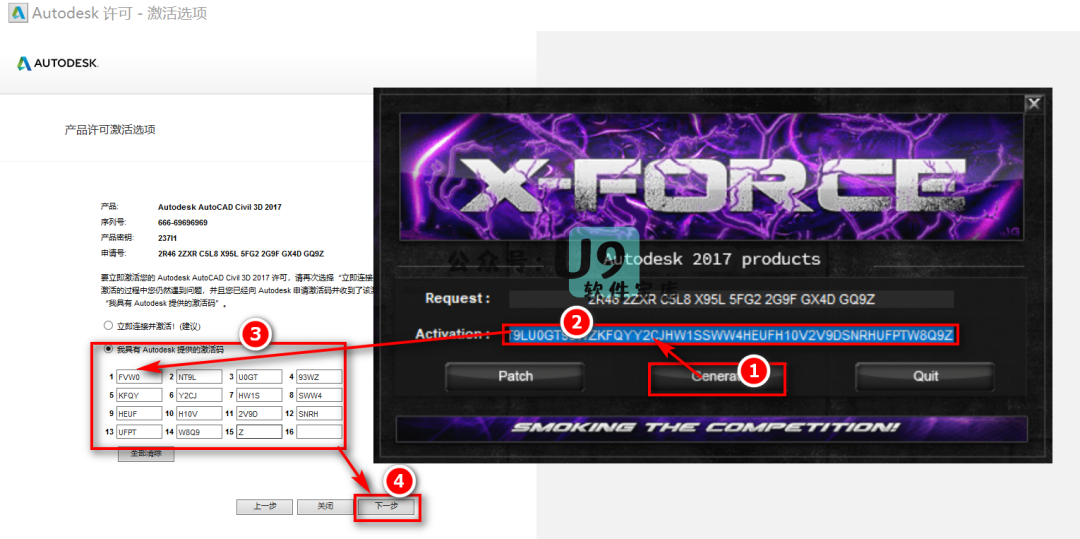 Autodesk 许可 - 激活选项
AUTODESK
产品许可激活选项
产品: Autodesk AutoCAD Civil 3D 2017
序列号: 666-69696969
产品密钥: 237I1
申请号: 2R46 2ZXR C5L8 X95L 5FG2 2G9F GX4D GQ9Z
要立即激活您的 Autodesk AutoCAD Civil 3D 2017 许可，请再次选择“立即连接
激活的过程中您仍然遇到问题，并且您已经向 Autodesk 申请激活码并收到了该激
“我具有 Autodesk 提供的激活码”。
立即连接并激活! (建议)
3
我具有 Autodesk 提供的激活码
1 FVW0 2 NT9L 3 U0GT 4 93WZ
5 KFQY 6 Y2CJ 7 HW1S 8 SWW4
9 HEUF 10 H10V 11 2V9D 12 SNRH
13 UFPT 14 W8Q9 15 Z 16
全部清除
4
上一步 关闭 下一步
X
X-FORCE
公众号: U9
软件宝库
Autodesk 2017 products
Request : 2R46 2ZXR C5L8 X95L 5FG2 2G9F GX4D GQ9Z
2
Activation : ZKFQYY2CJHW1SSWW4HEUFH10V2V9DSNRHUFPTW8Q9Z
Patch Generat 1 Quit
SMOKING THE COMPETITION!